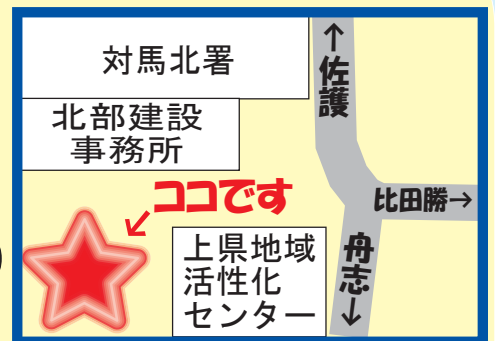 対馬北署
北部建設
事務所
ココです
上県地域
活性化
センター
↑佐護
比田勝→
舟志↓